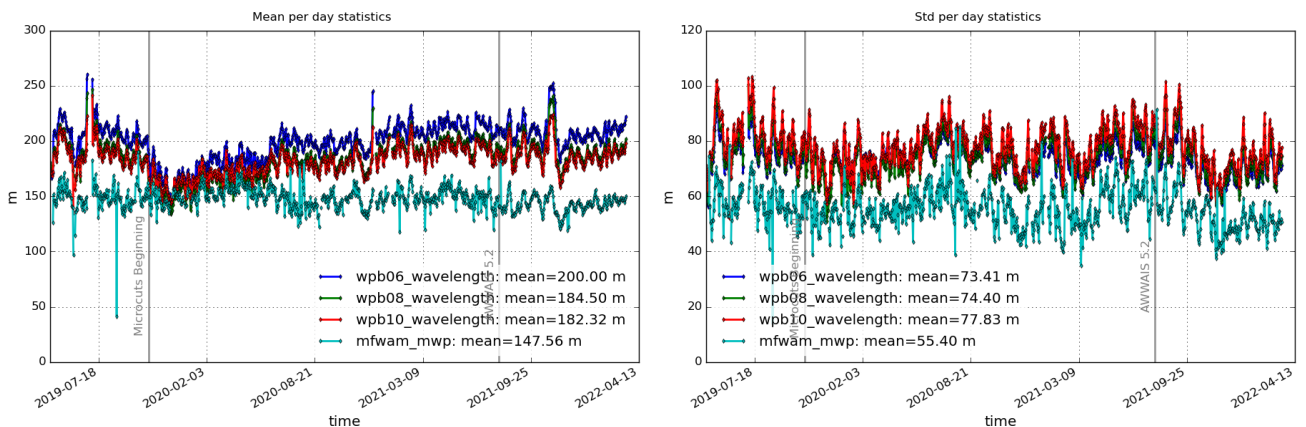 Mean per day statistics
300
250
200
150
100
50
0
m
Microcuts Beginning
AWWAIS 5.2
wpb06_wavelength: mean=200.00 m
wpb08_wavelength: mean=184.50 m
wpb10_wavelength: mean=182.32 m
mfwam_mwp: mean=147.56 m
2019-07-18
2020-02-03
2020-08-21
2021-03-09
2021-09-25
2022-04-13
time
Std per day statistics
120
100
80
60
40
20
0
m
Microcuts Beginning
AWWAIS 5.2
wpb06_wavelength: mean=73.41 m
wpb08_wavelength: mean=74.40 m
wpb10_wavelength: mean=77.83 m
mfwam_mwp: mean=55.40 m
2019-07-18
2020-02-03
2020-08-21
2021-03-09
2021-09-25
2022-04-13
time